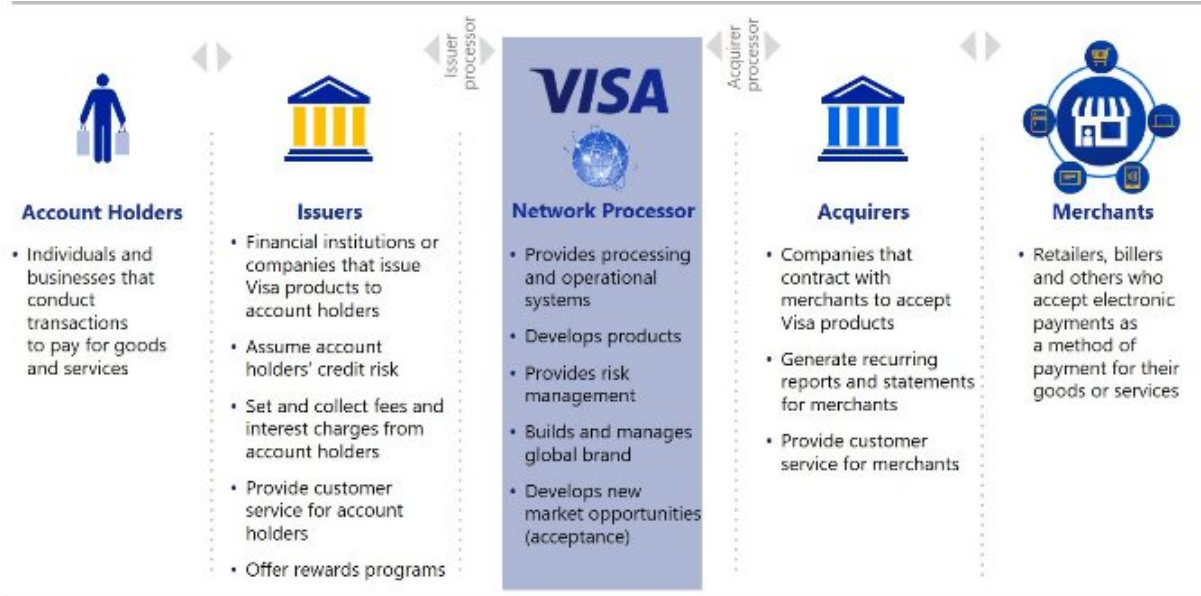 Issuer
processor
Acquirer
processor
VISA
Account Holders
• Individuals and
businesses that
conduct
transactions
to pay for goods
and services
Issuers
• Financial institutions or
companies that issue
Visa products to
account holders
• Assume account
holders' credit risk
• Set and collect fees and
interest charges from
account holders
• Provide customer
service for account
holders
• Offer rewards programs
Network Processor
• Provides processing
and operational
systems
• Develops products
• Provides risk
management
• Builds and manages
global brand
• Develops new
market opportunities
(acceptance)
Acquirers
• Companies that
contract with
merchants to accept
Visa products
• Generate recurring
reports and statements
for merchants
• Provide customer
service for merchants
Merchants
• Retailers, billers
and others who
accept electronic
payments as
a method of
payment for their
goods or services